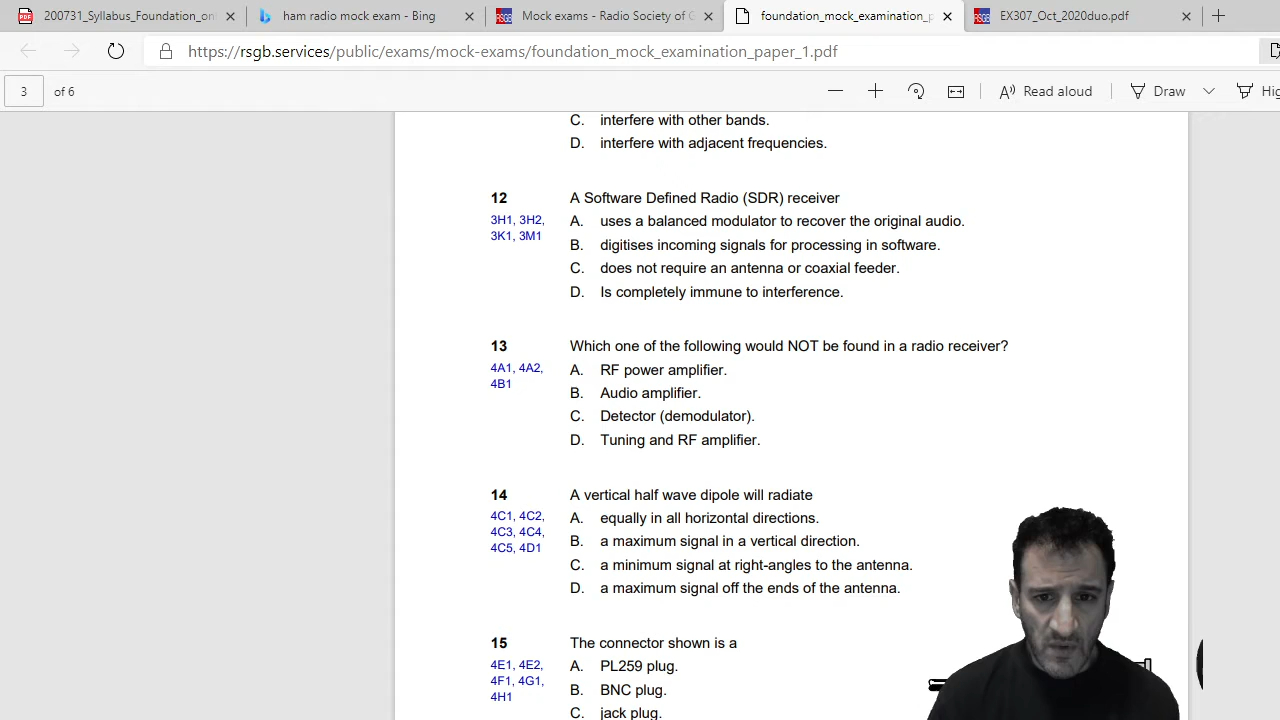 200731_Syllabus_Foundation_onl
ham radio mock exam - Bing
Mock exams - Radio Society of G
foundation_mock_examination_p
EX307_Oct_2020duo.pdf
https://rsgb.services/public/exams/mock-exams/foundation_mock_examination_paper_1.pdf
3 of 6
Read aloud
Draw
C. interfere with other bands.
D. interfere with adjacent frequencies.
12 A Software Defined Radio (SDR) receiver
3H1, 3H2, A. uses a balanced modulator to recover the original audio.
3K1, 3M1 B. digitises incoming signals for processing in software.
C. does not require an antenna or coaxial feeder.
D. Is completely immune to interference.
13 Which one of the following would NOT be found in a radio receiver?
4A1, 4A2, A. RF power amplifier.
4B1 B. Audio amplifier.
C. Detector (demodulator).
D. Tuning and RF amplifier.
14 A vertical half wave dipole will radiate
4C1, 4C2, A. equally in all horizontal directions.
4C3, 4C4, B. a maximum signal in a vertical direction.
4C5, 4D1 C. a minimum signal at right-angles to the antenna.
D. a maximum signal off the ends of the antenna.
15 The connector shown is a
4E1, 4E2, A. PL259 plug.
4F1, 4G1, B. BNC plug.
4H1 C. jack plug.